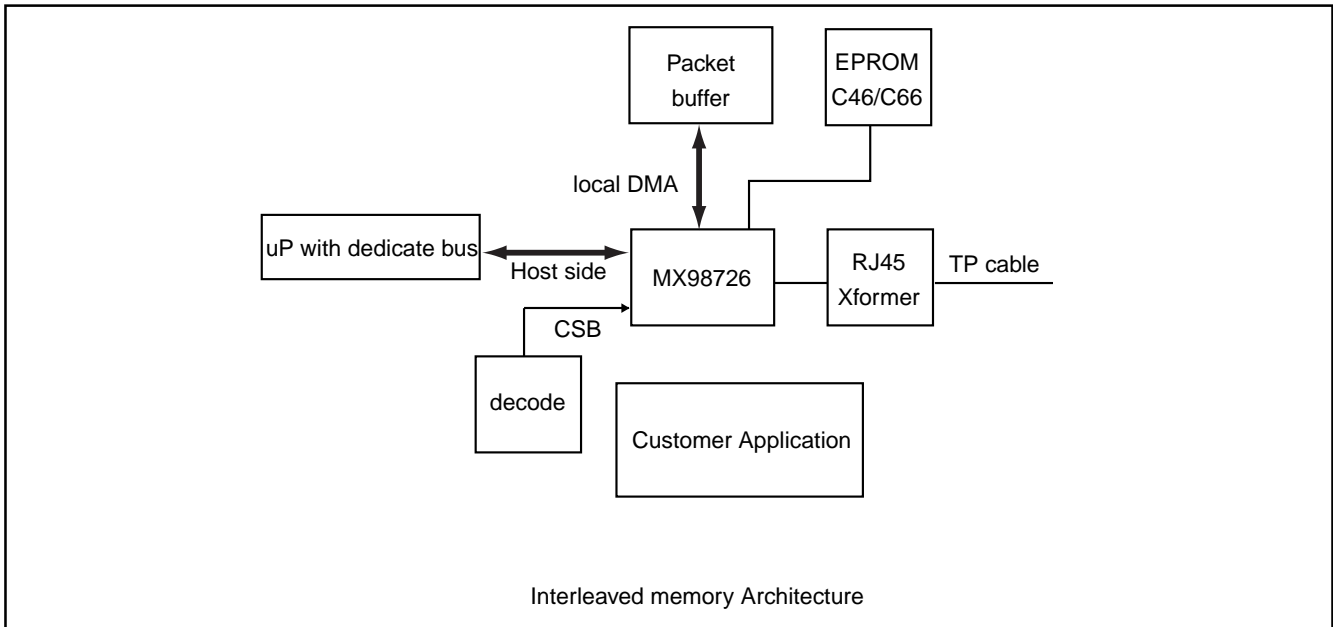 Packet
buffer
EPROM
C46/C66
local DMA
uP with dedicate bus
Host side
MX98726
RJ45
Xformer
TP cable
CSB
decode
Customer Application
Interleaved memory Architecture